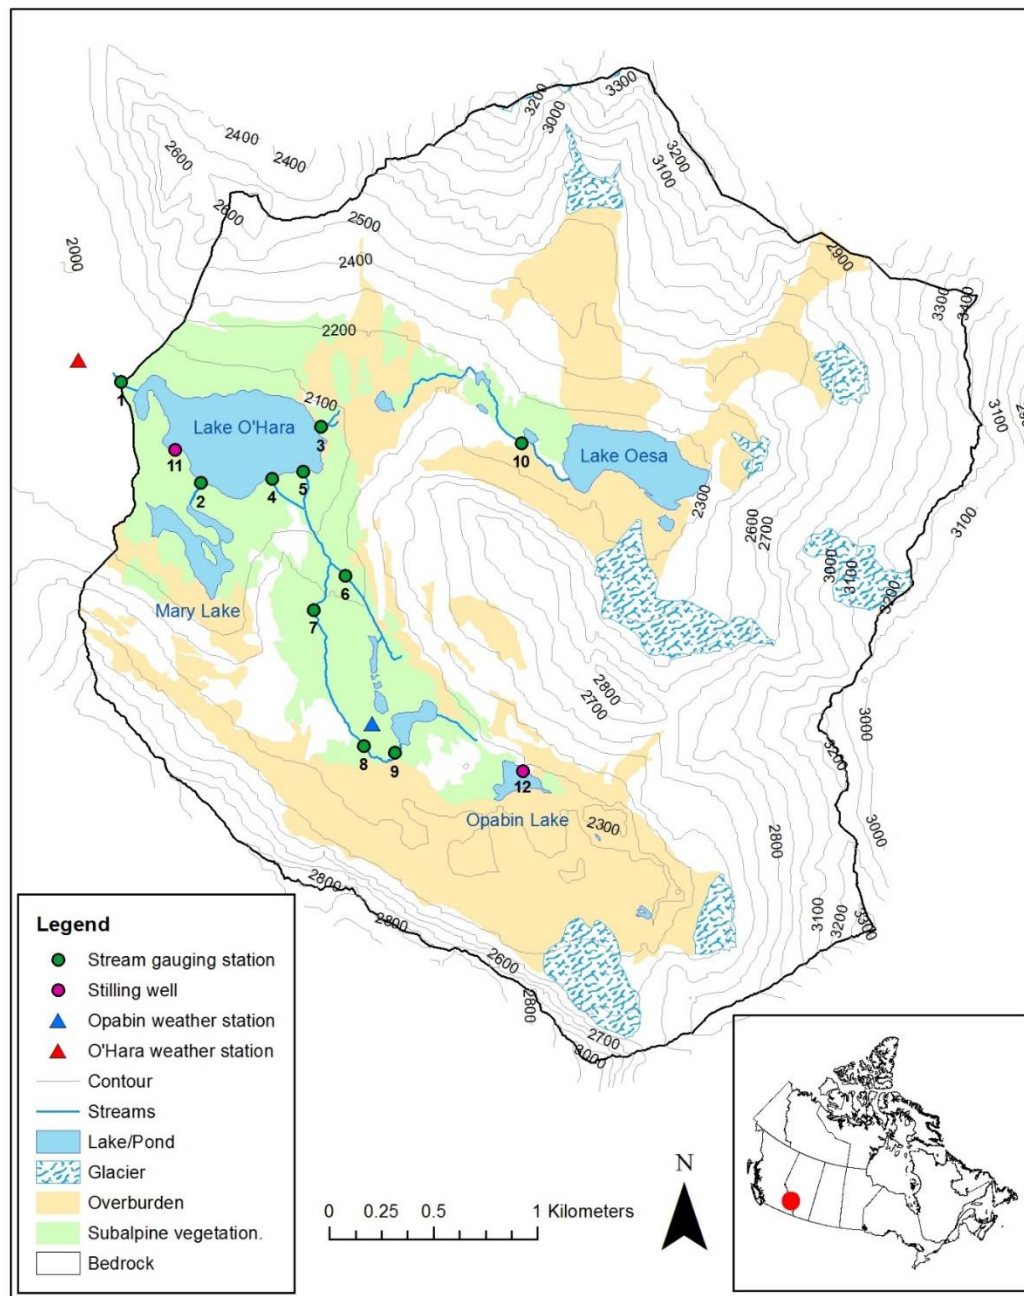 3300
3200
3000
2400
2400
2600
3200
3100
2600
2500
2000
2400
2900
3300
3400
2200
3100
2100
1
Lake O'Hara
3
10
Lake Oesa
11
2
4
5
2300
2600
2700
3100
3000
3100
3200
6
Mary Lake
7
2800
2700
3000
3200
8
9
12
Opabin Lake
2300
2800
3000
2800
2800
3100
3200
3300
2600
2800
2700
3000
Legend
Stream gauging station
Stilling well
Opabin weather station
O'Hara weather station
Contour
Streams
Lake/Pond
Glacier
Overburden
Subalpine vegetation.
Bedrock
0 0.25 0.5 1 Kilometers
N